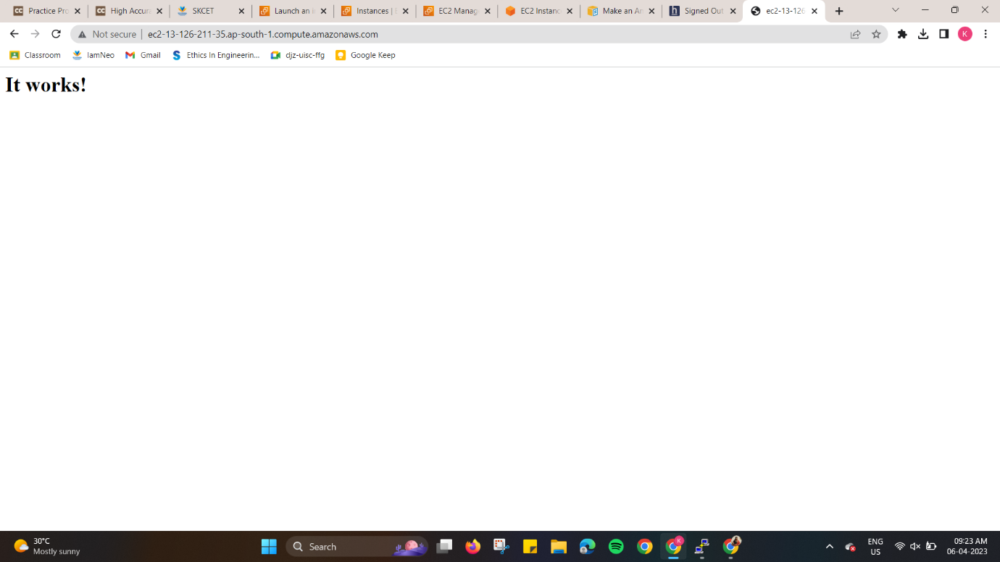 Practice Pro
High Accura
SKCET
Launch an i
Instances | E
EC2 Manag
EC2 Instanc
Make an Am
Signed Out
ec2-13-126
Not secure | ec2-13-126-211-35.ap-south-1.compute.amazonaws.com
K
Classroom
IamNeo
Gmail
Ethics In Engineerin...
djz-uisc-ffg
Google Keep
It works!
30°C
Mostly sunny
Search
ENG
US
09:23 AM
06-04-2023